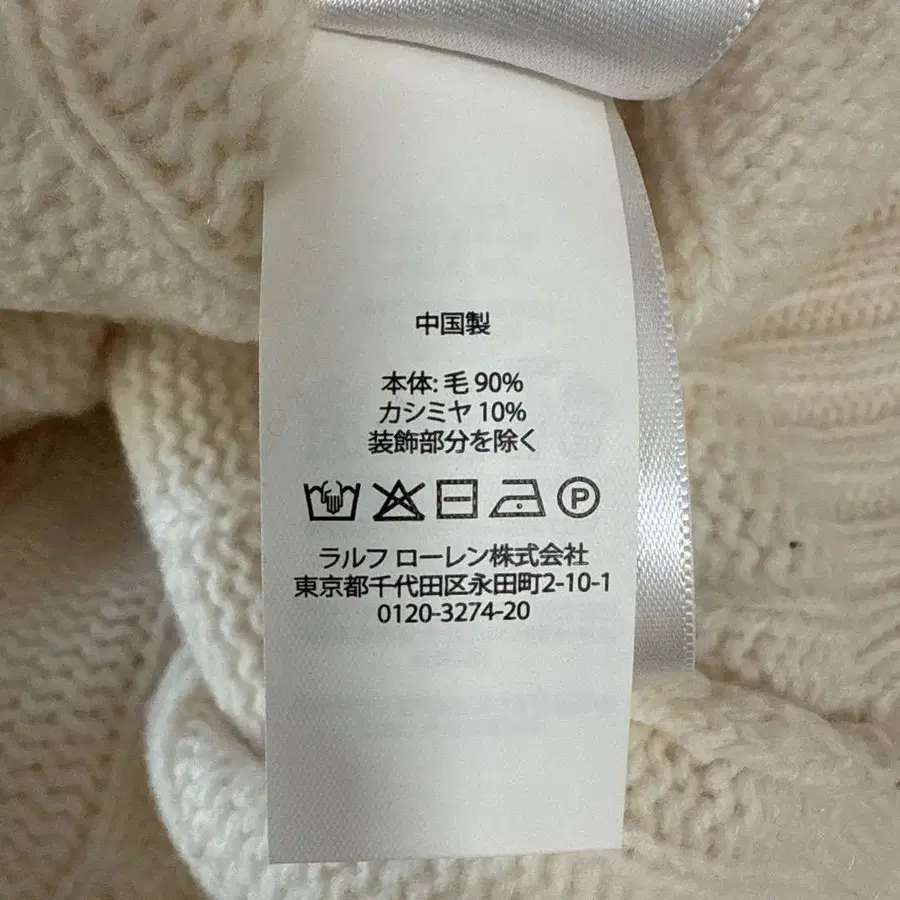 中国製
本体: 毛 90%
カシミヤ 10%
装飾部分を除く
P
ラルフ ローレン株式会社
東京都千代田区永田町2-10-1
0120-3274-20